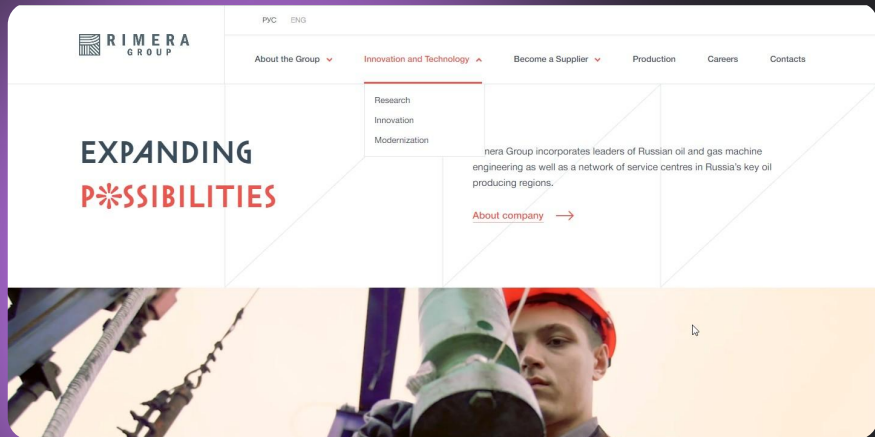 РУС ENG
RIMERA
GROUP
About the Group Innovation and Technology Become a Supplier Production Careers Contacts
Research
Innovation
Modernization
EXPANDING
POSSIBILITIES
Group incorporates leaders of Russian oil and gas machine
engineering as well as a network of service centres in Russia's key oil
producing regions.
About company